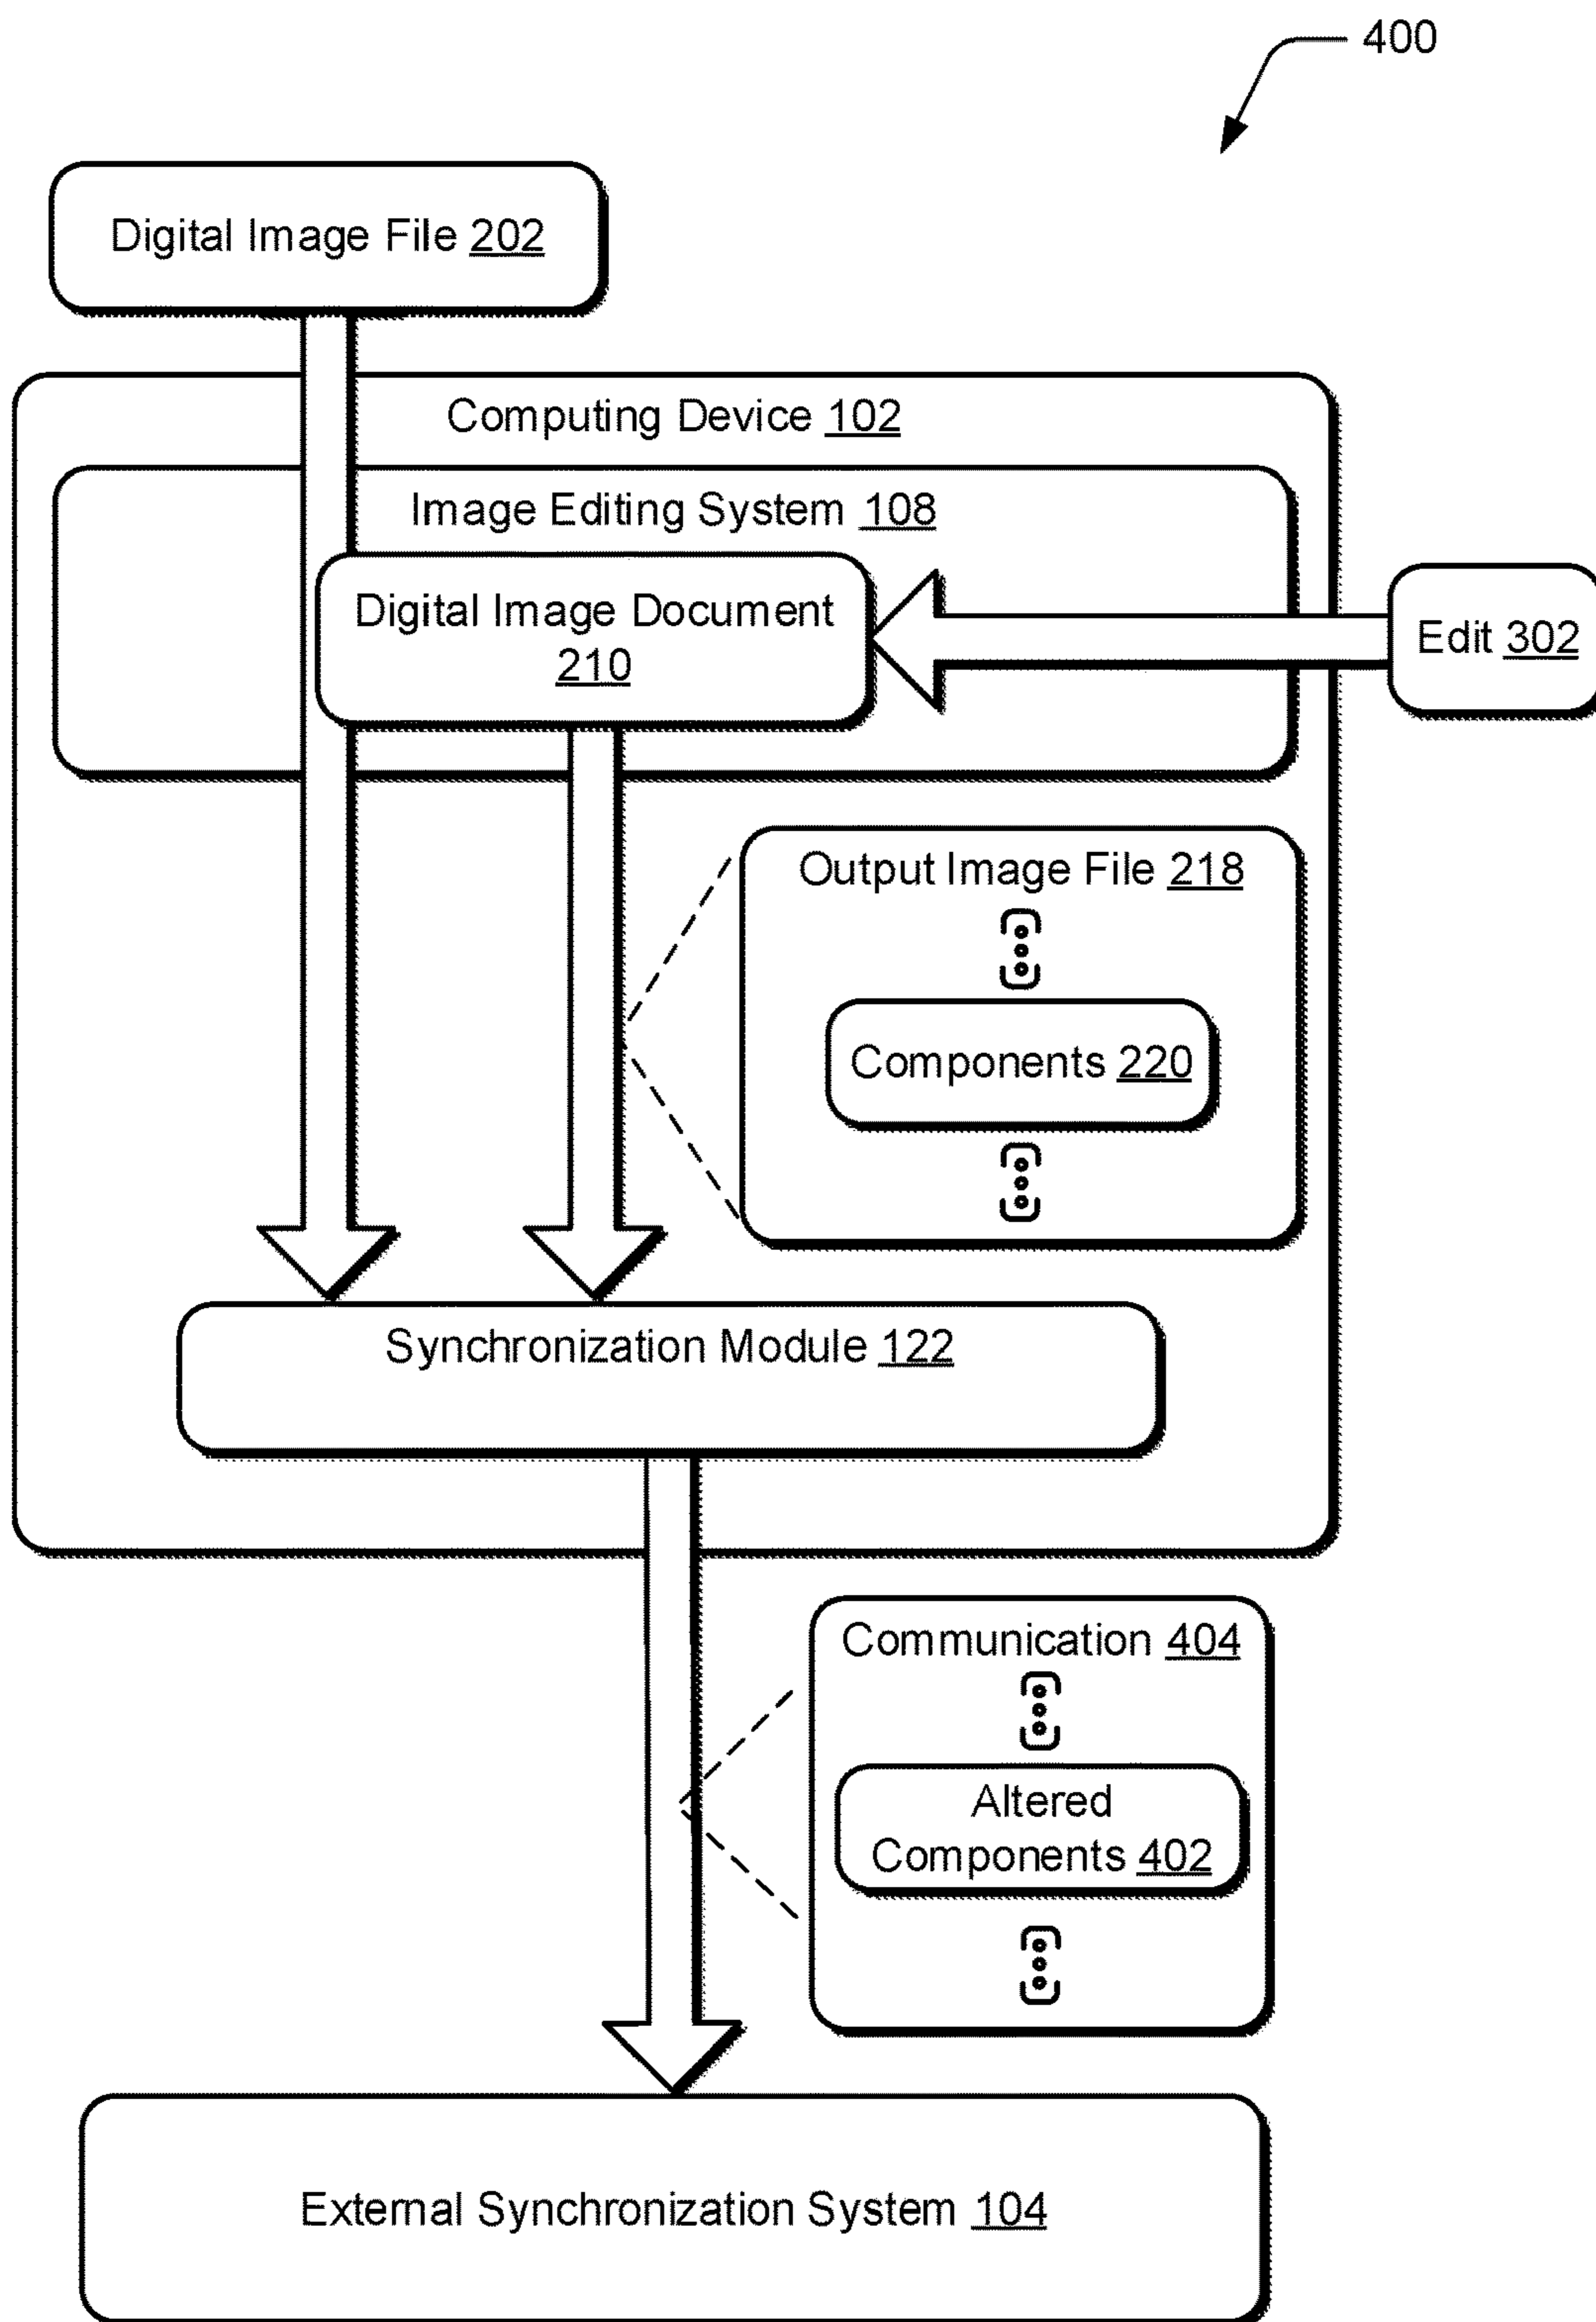 400
Digital Image File 202
Computing Device 102
Image Editing System 108
Digital Image Document
210
Edit 302
Output Image File 218
Components 220
Synchronization Module 122
Communication 404
Altered
Components 402
External Synchronization System 104